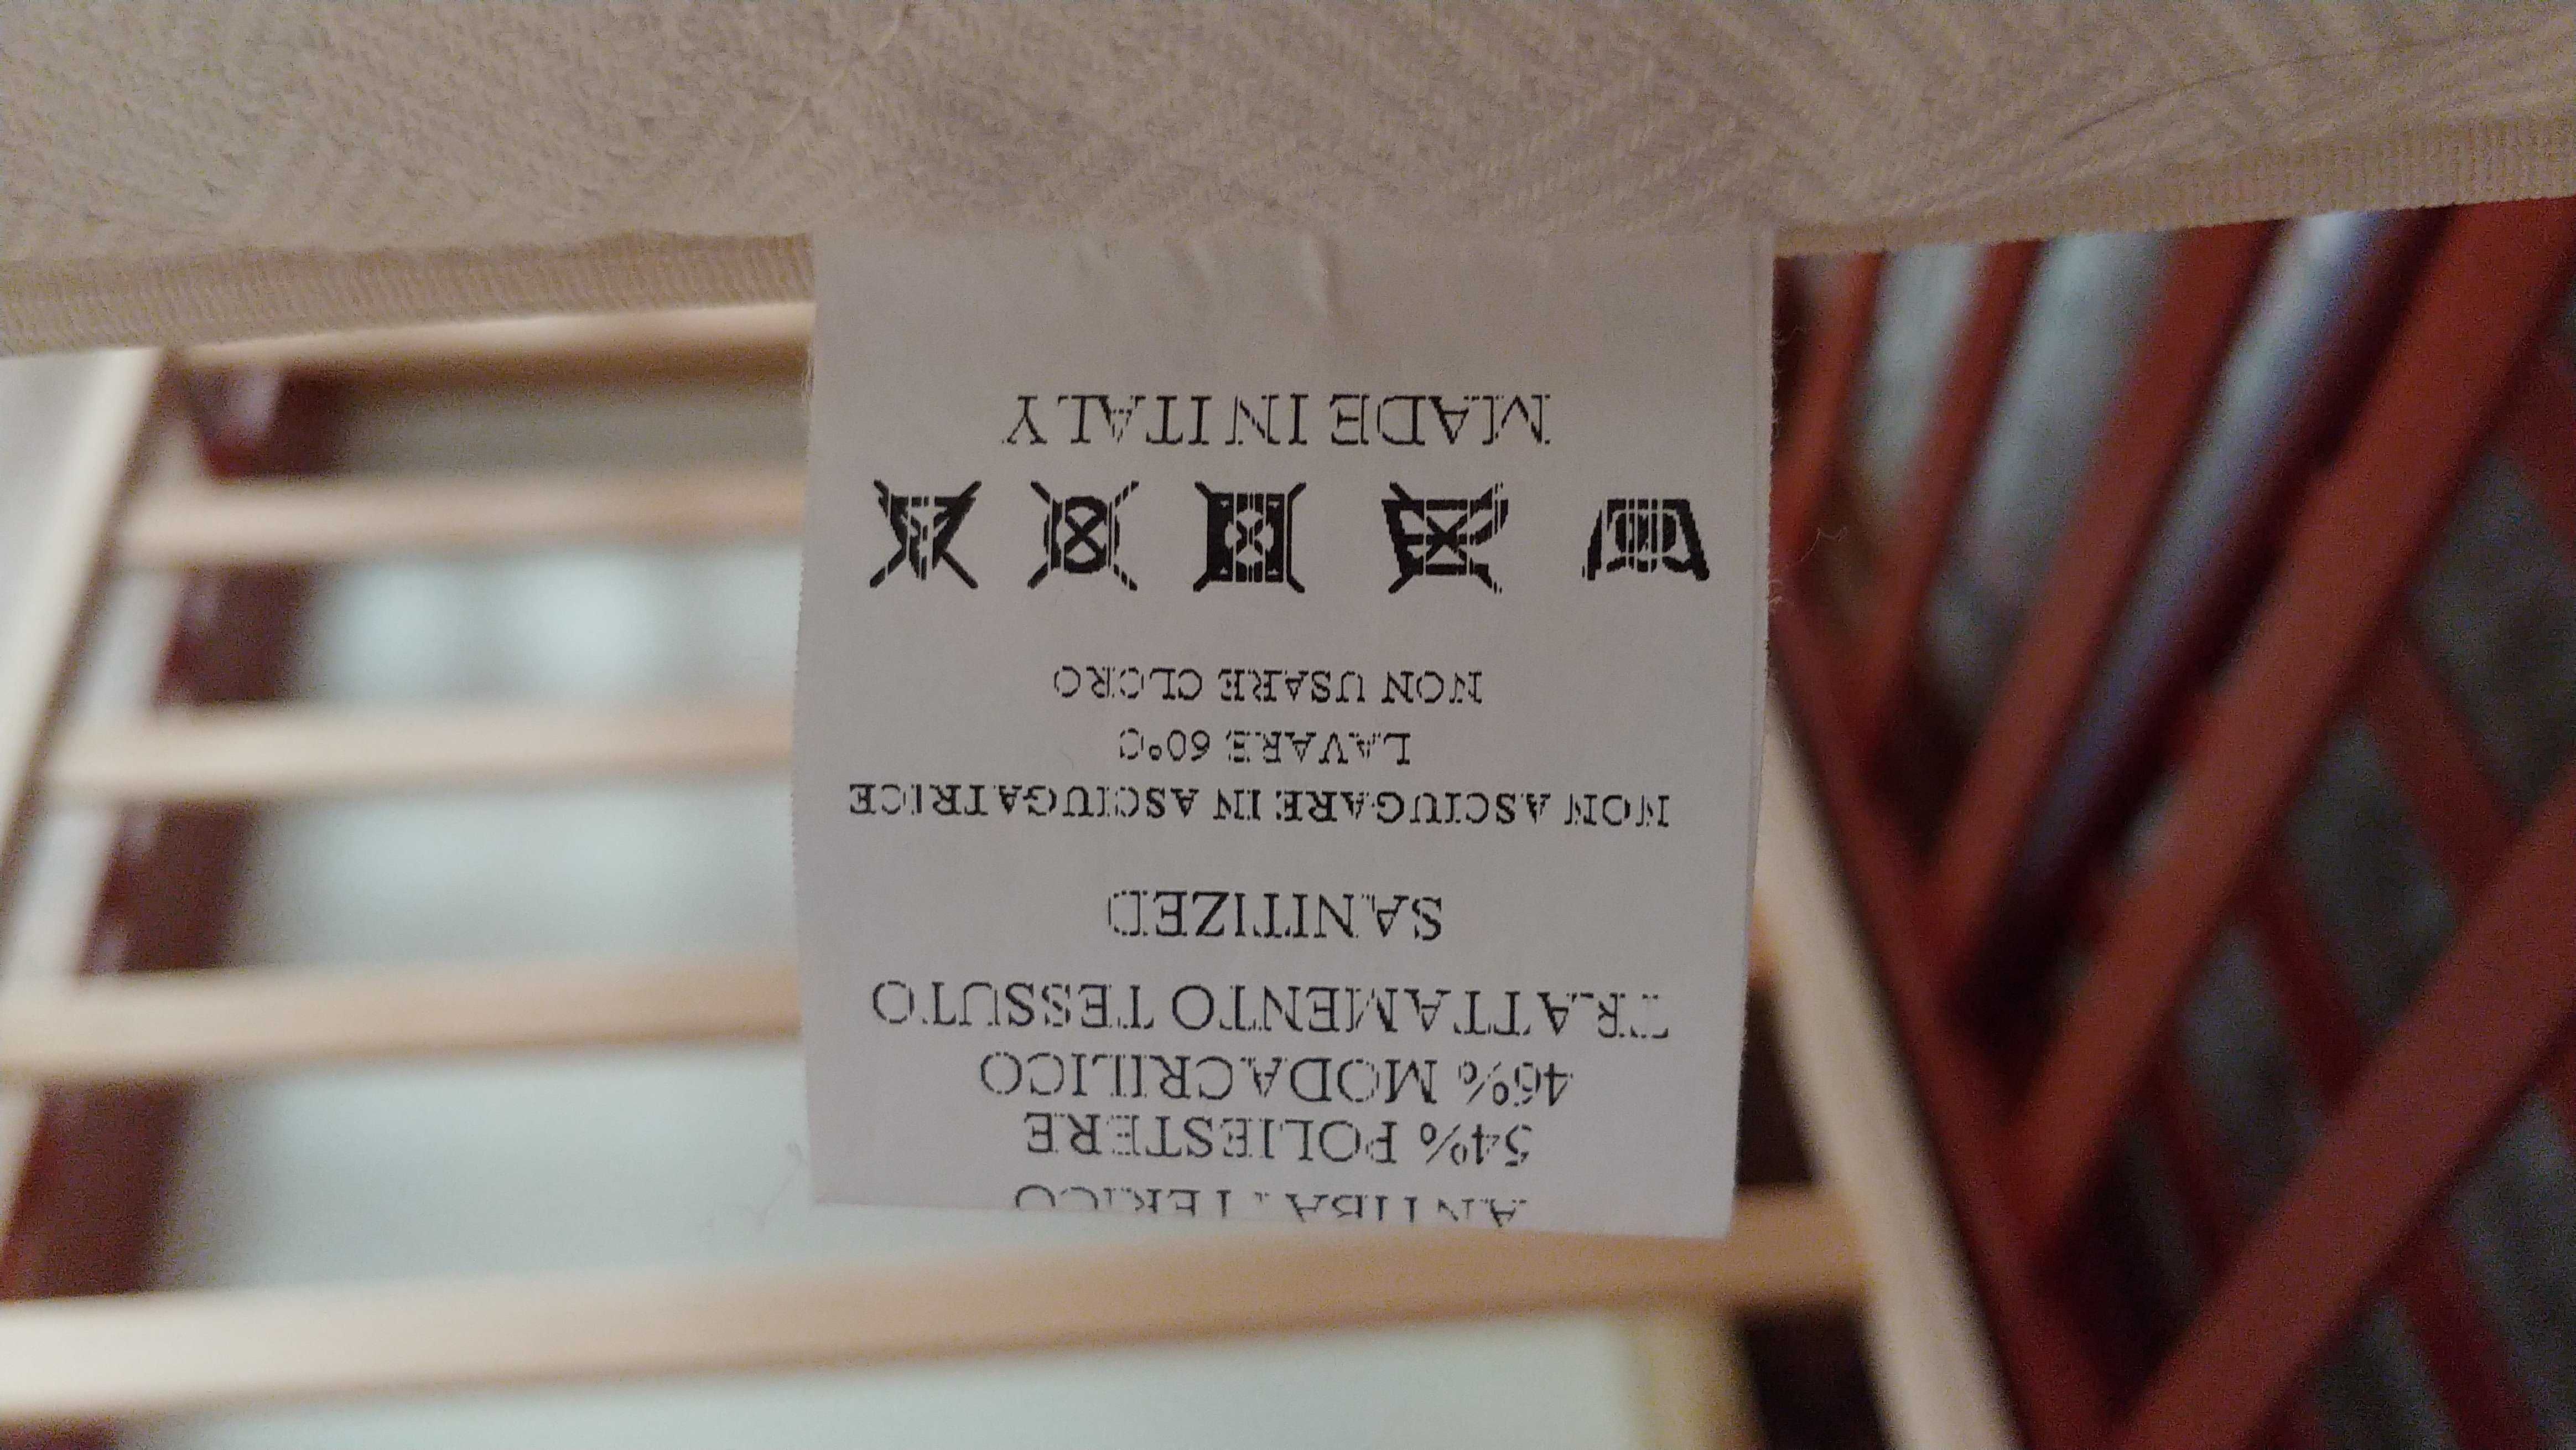 ANTIBATTERICO
54% POLIESTERE
46% MODACRILICO
TRATTAMENTO TESSUTO
SANITIZED
NON ASCIUGARE IN ASCIUGATRICE
LAVARE 60°C
NON USARE CLORO
MADE IN ITALY